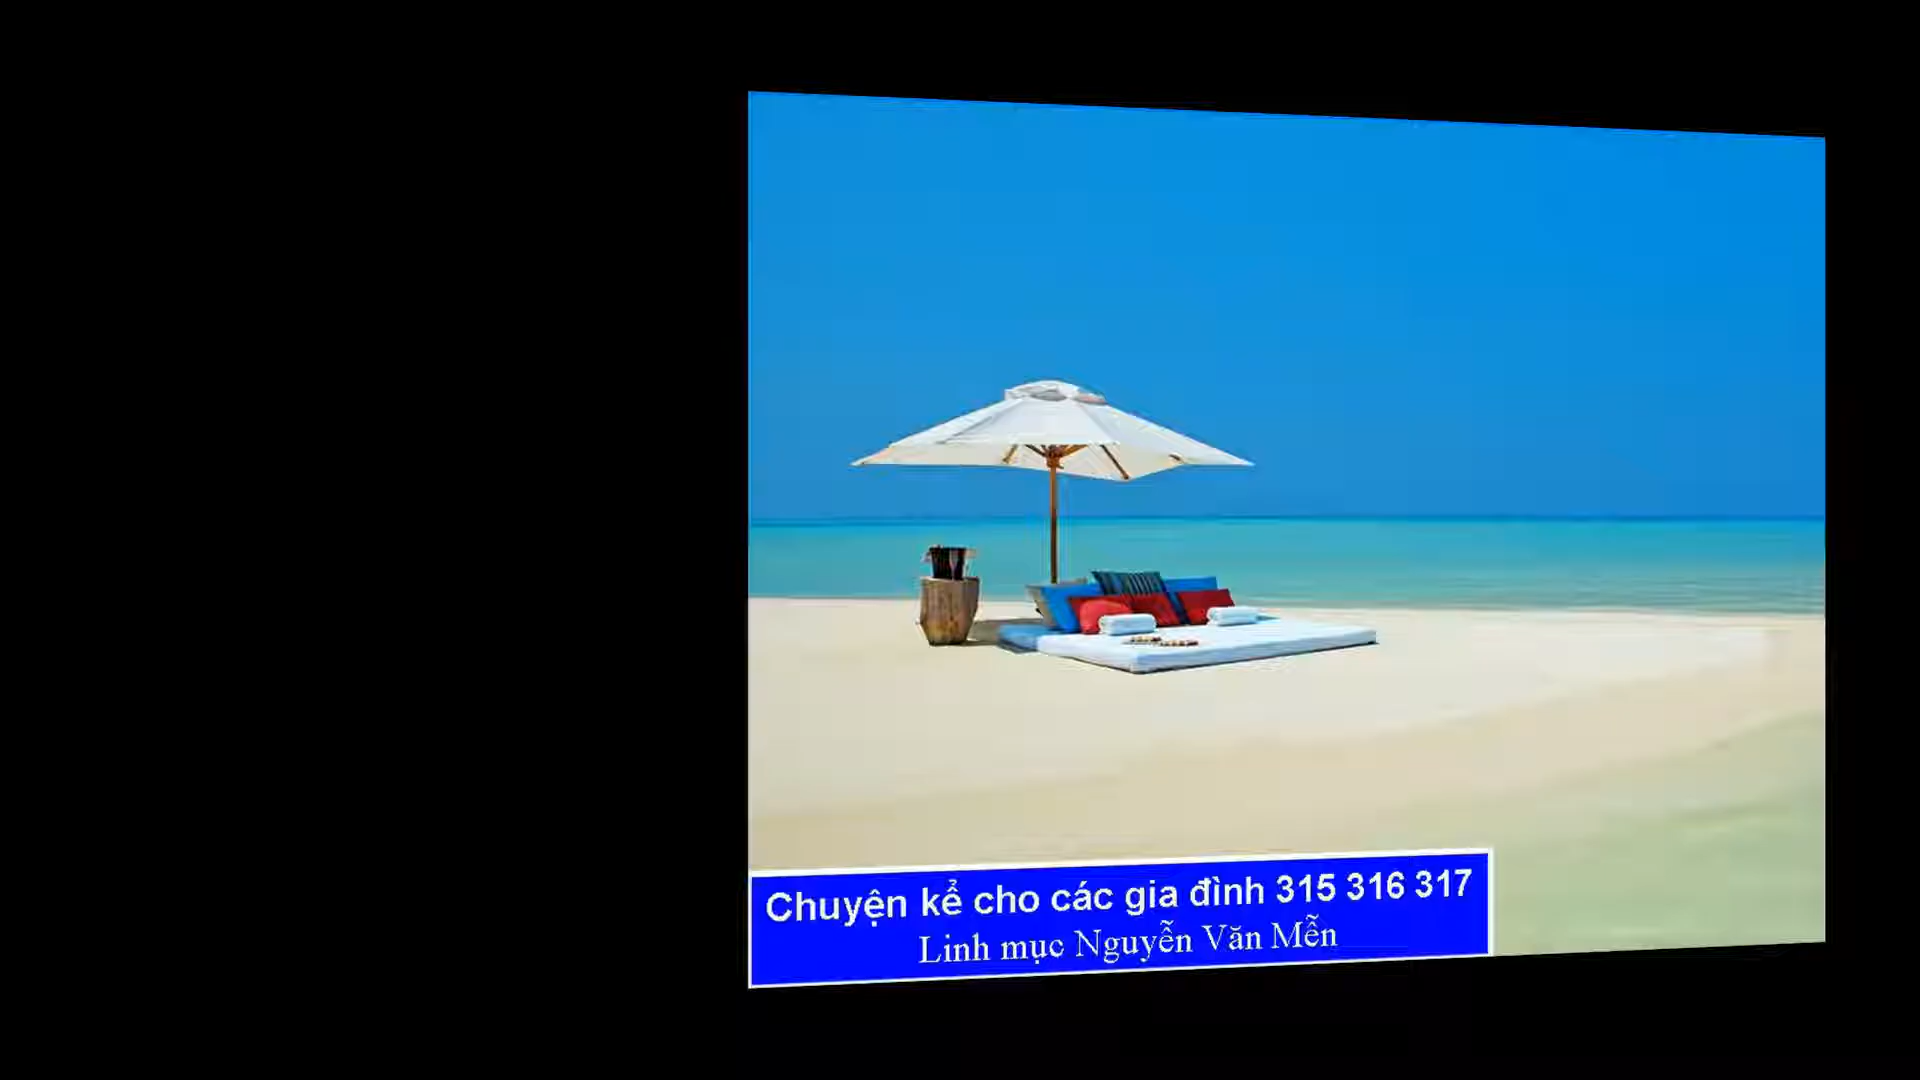 Chuyện kể cho các gia đình 315 316 317
Linh mục Nguyễn Văn Mễn